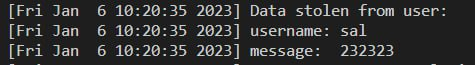 [Fri Jan  6 10:20:35 2023] Data stolen from user:
[Fri Jan  6 10:20:35 2023] username: sal
[Fri Jan  6 10:20:35 2023] message:  232323